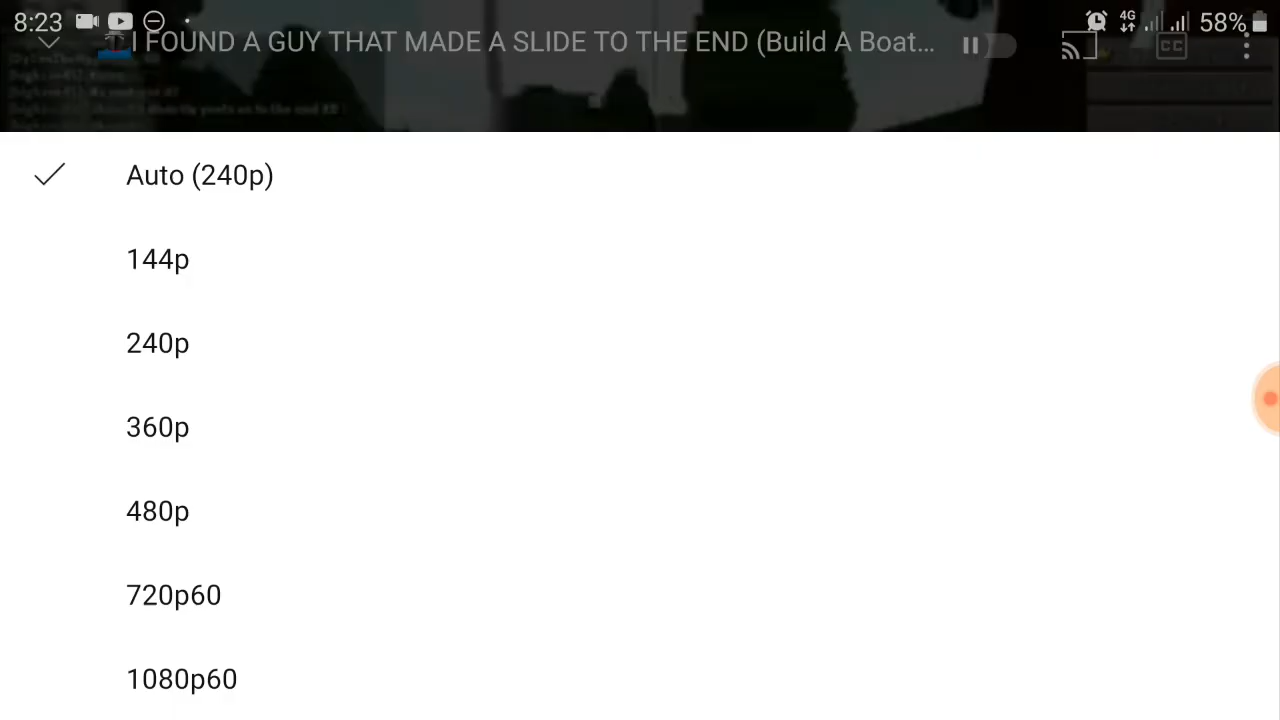 8:23
4G
58%
I FOUND A GUY THAT MADE A SLIDE TO THE END (Build A Boat...
CC
Auto (240p)
144p
240p
360p
480p
720p60
1080p60